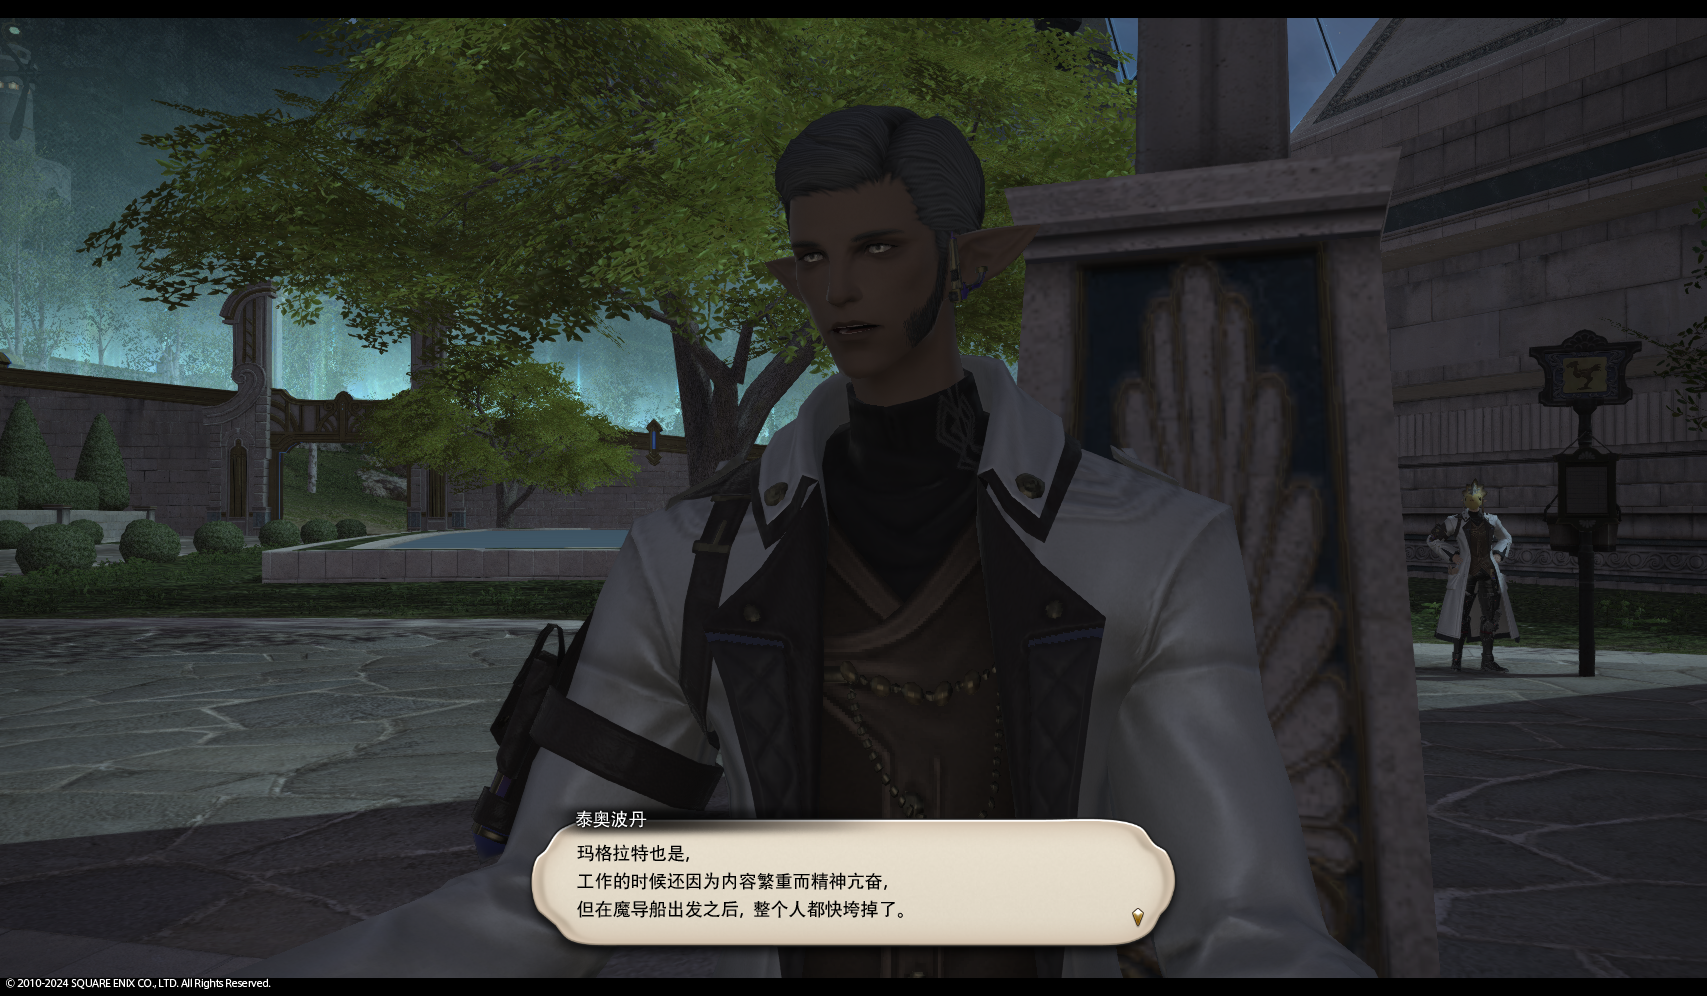 泰奥波丹
玛格拉特也是，
工作的时候还因为内容繁重而精神亢奋，
但在魔导船出发之后，整个人都快垮掉了。
© 2010-2024 SQUARE ENIX CO., LTD. All Rights Reserved.